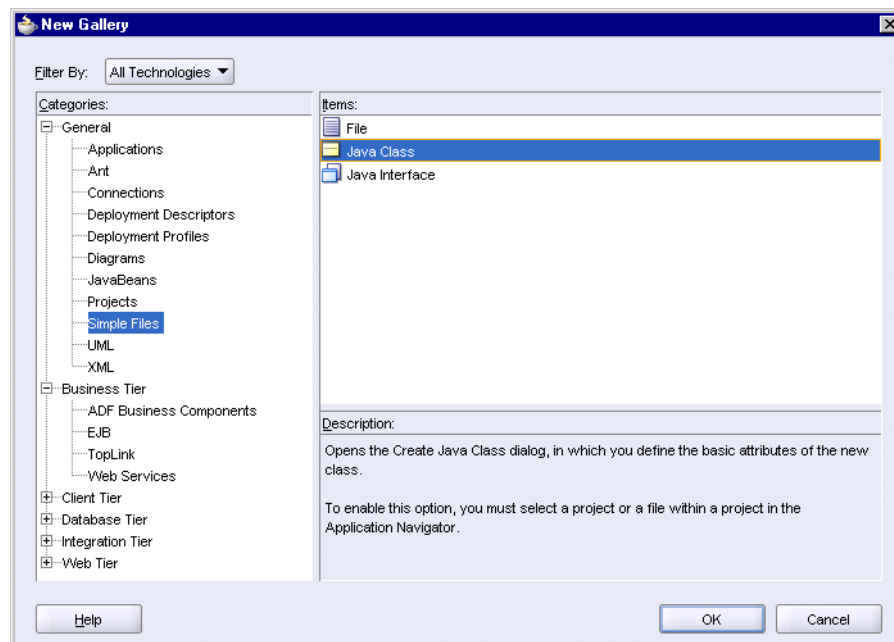 New Gallery
Filter By: All Technologies
Categories:
General
Applications
Ant
Connections
Deployment Descriptors
Deployment Profiles
Diagrams
JavaBeans
Projects
Simple Files
UML
XML
Business Tier
ADF Business Components
EJB
TopLink
Web Services
Client Tier
Database Tier
Integration Tier
Web Tier
Items:
File
Java Class
Java Interface
Description:
Opens the Create Java Class dialog, in which you define the basic attributes of the new
class.
To enable this option, you must select a project or a file within a project in the
Application Navigator.
Help
OK
Cancel